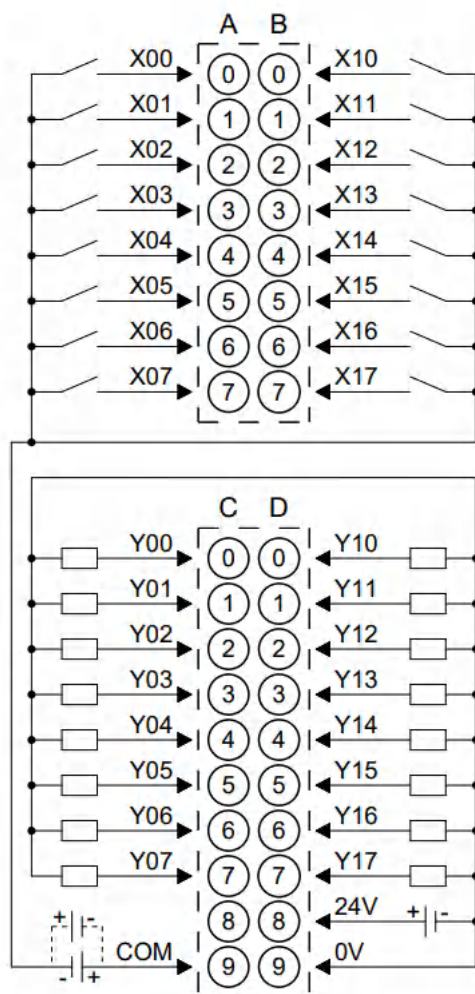 A B
X00 0 0 X10
X01 1 1 X11
X02 2 2 X12
X03 3 3 X13
X04 4 4 X14
X05 5 5 X15
X06 6 6 X16
X07 7 7 X17
C D
Y00 0 0 Y10
Y01 1 1 Y11
Y02 2 2 Y12
Y03 3 3 Y13
Y04 4 4 Y14
Y05 5 5 Y15
Y06 6 6 Y16
Y07 7 7 Y17
+ - 8 8 24V + -
COM 9 9 0V
- +